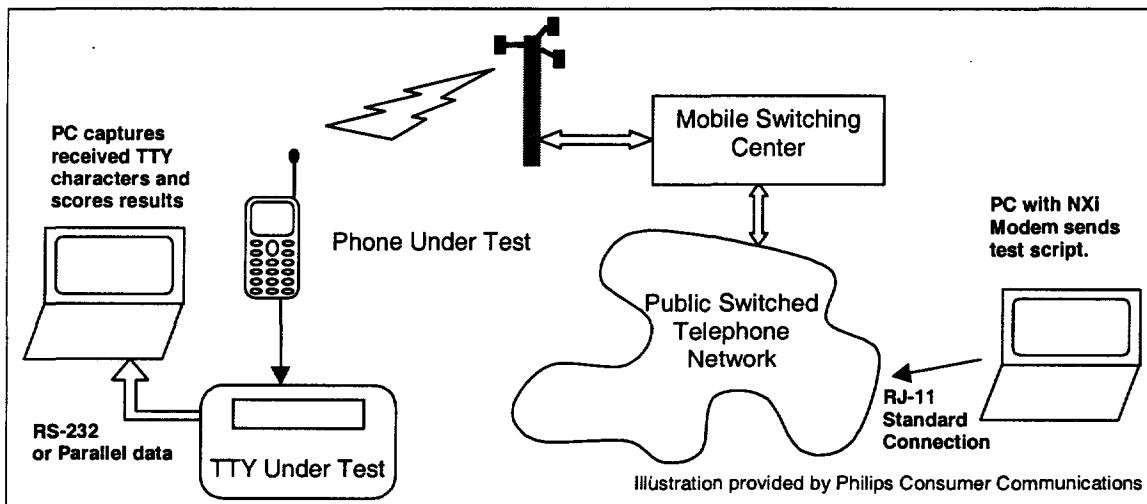 PC captures
received TTY
characters and
scores results
Phone Under Test
Mobile Switching
Center
PC with NXi
Modem sends
test script.
Public Switched
Telephone
Network
RJ-11
Standard
Connection
RS-232
or Parallel data
TTY Under Test
Illustration provided by Philips Consumer Communications